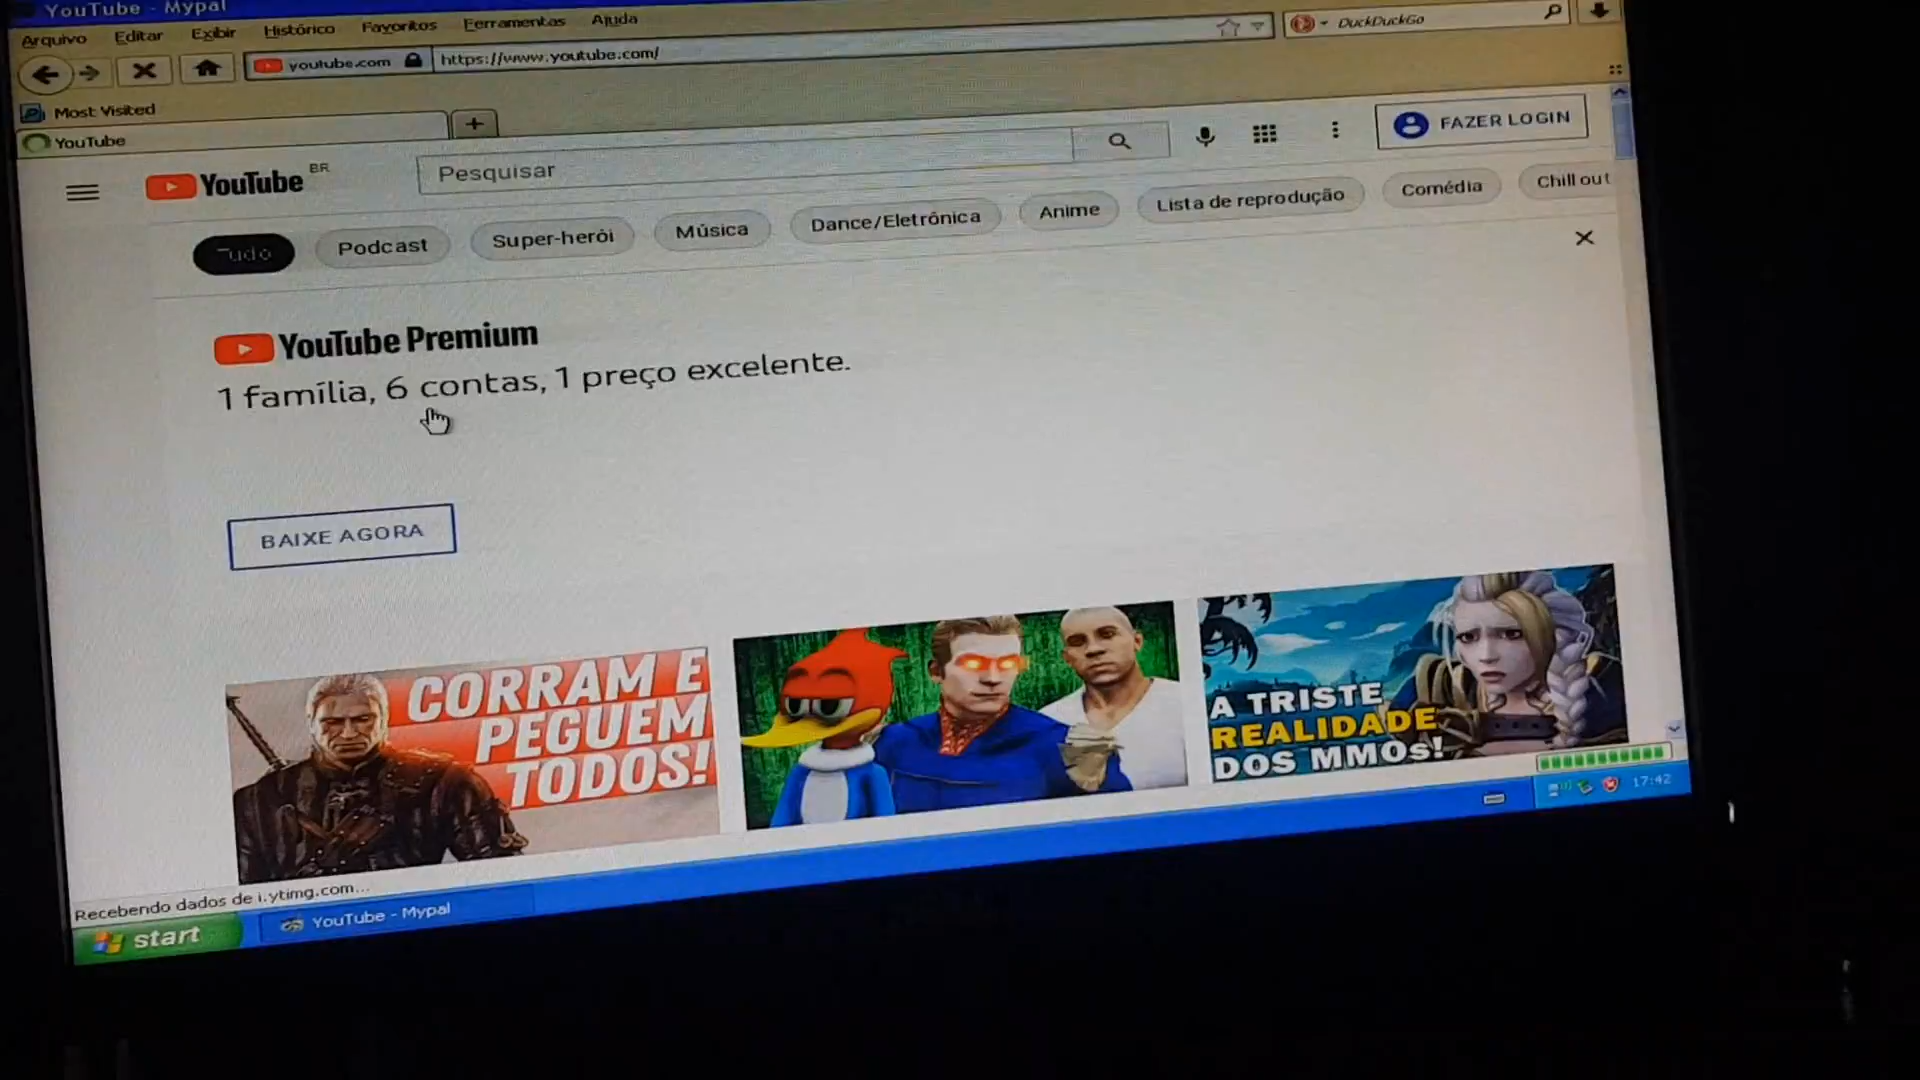 YouTube - Mypal
Arquivo Editar Exibir Histórico Favoritos Ferramentas Ajuda
youtube.com https://www.youtube.com/ DuckDuckGo
Most Visited
YouTube +
YouTube BR Pesquisar FAZER LOGIN
Tudo Podcast Super-herói Música Dance/Eletrônica Anime Lista de reprodução Comédia Chill out
YouTube Premium
1 família, 6 contas, 1 preço excelente.
BAIXE AGORA
CORRAM E
PEGUEM
TODOS!
A TRISTE
REALIDADE
DOS MMOs!
Recebendo dados de i.ytimg.com...
start YouTube - Mypal 17:42